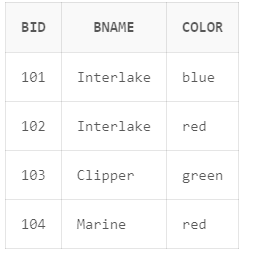 BID BNAME COLOR
101 Interlake blue
102 Interlake red
103 Clipper green
104 Marine red